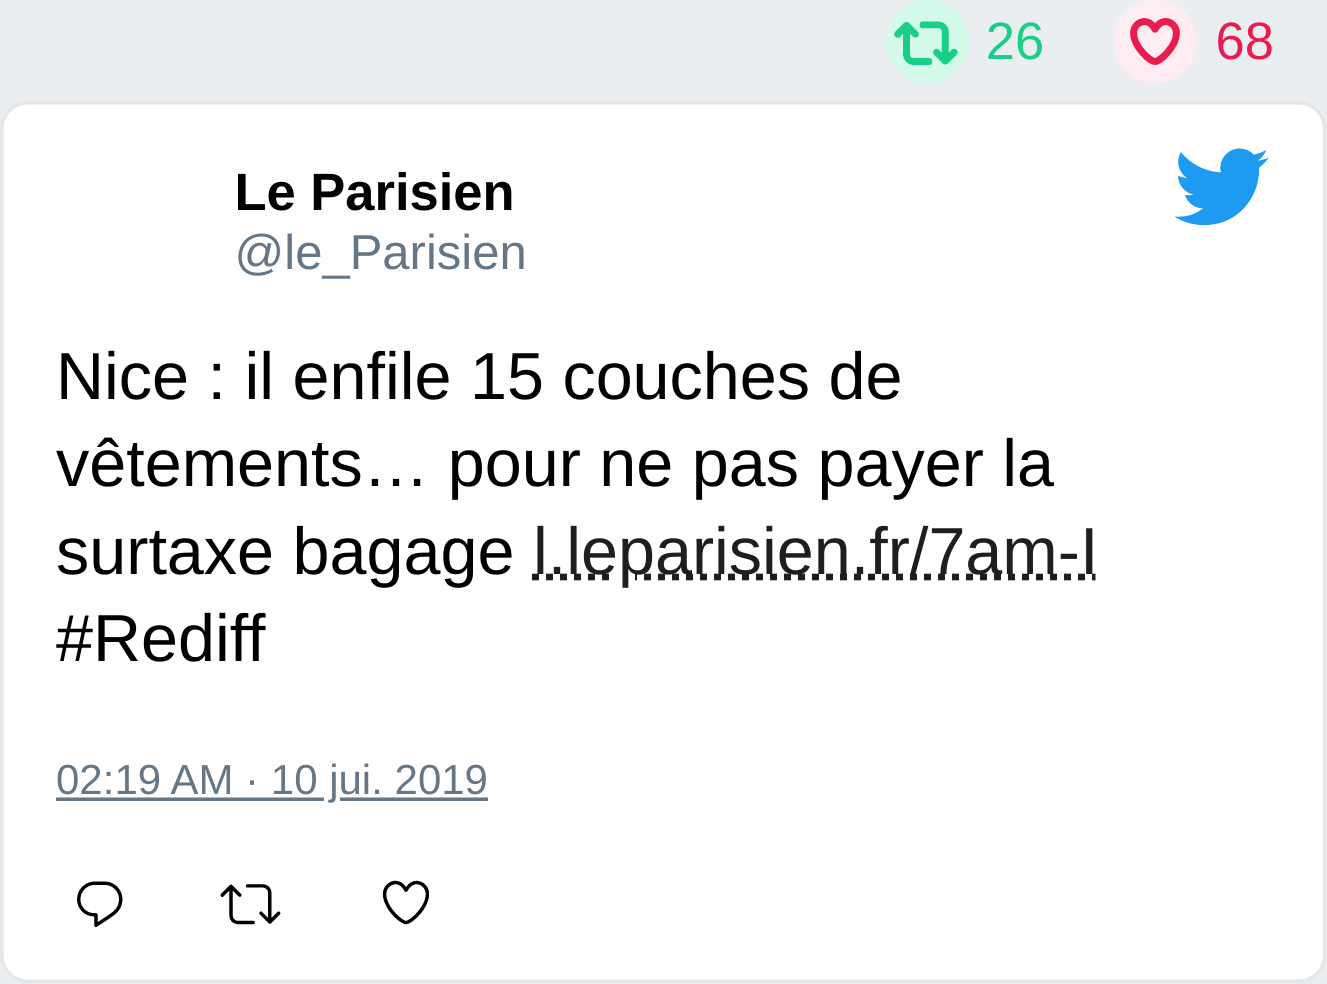 26 68
Le Parisien
@le_Parisien
Nice : il enfile 15 couches de
vêtements… pour ne pas payer la
surtaxe bagage l.leparisien.fr/7am-I
#Rediff
02:19 AM · 10 jui. 2019